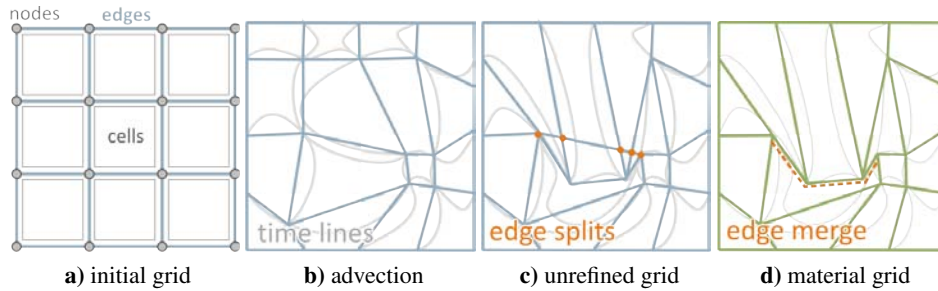 nodes edges
cells
time lines
edge splits
edge merge
a) initial grid
b) advection
c) unrefined grid
d) material grid